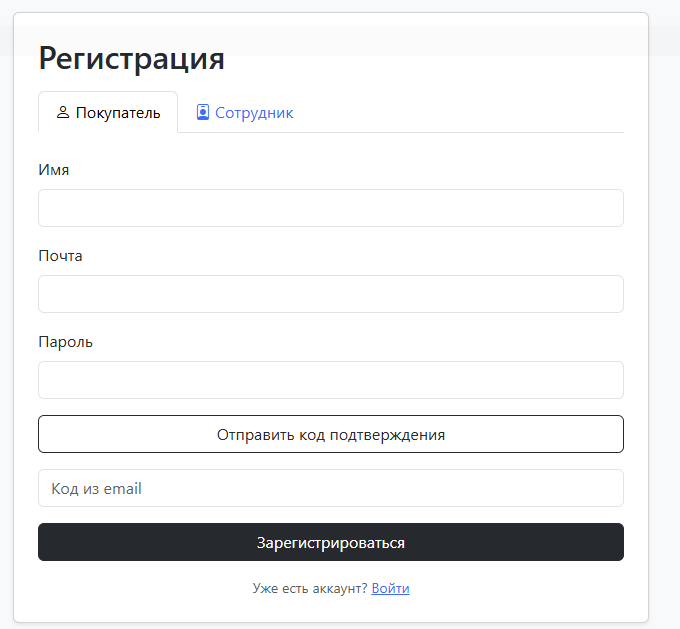 Регистрация
Покупатель Сотрудник
Имя
Почта
Пароль
Отправить код подтверждения
Код из email
Зарегистрироваться
Уже есть аккаунт? Войти